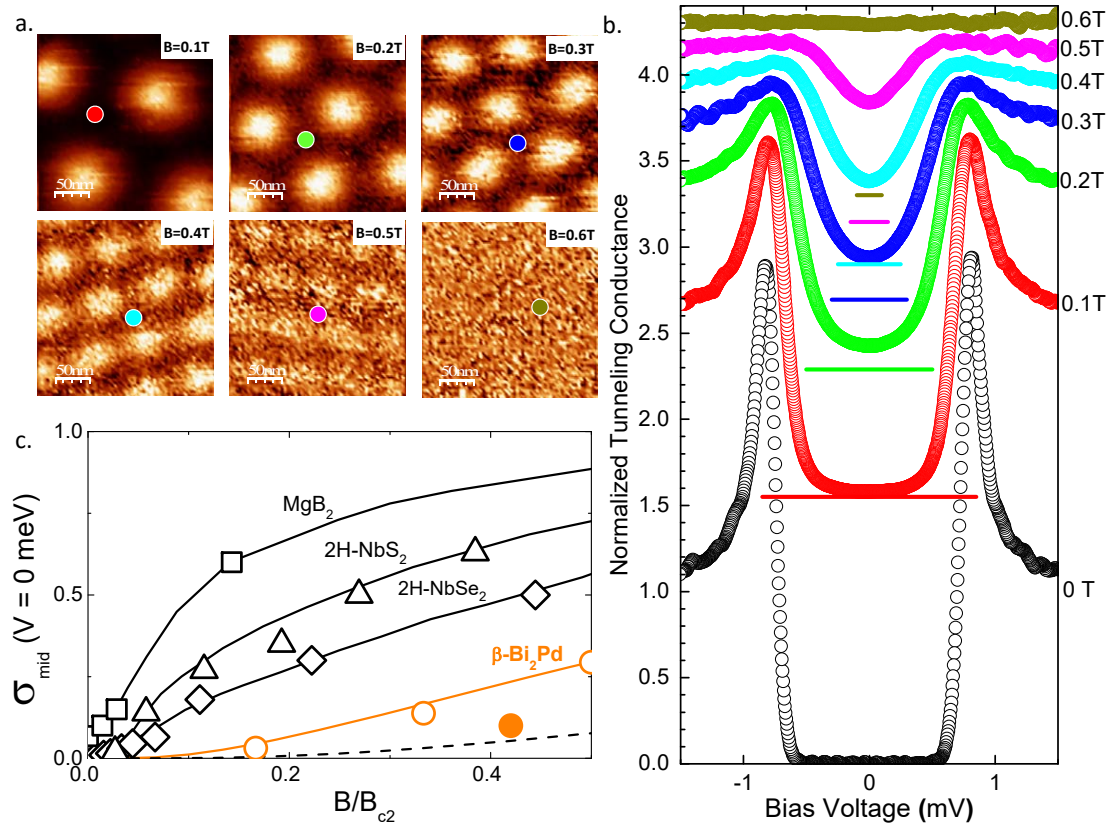 a.
B=0.1T
50nm
B=0.2T
50nm
B=0.3T
50nm
B=0.4T
50nm
B=0.5T
50nm
B=0.6T
50nm
b.
Normalized Tunneling Conductance
4.0
3.5
3.0
2.5
2.0
1.5
1.0
0.5
0.0
-1
0
1
Bias Voltage (mV)
0.6T
0.5T
0.4T
0.3T
0.2T
0.1T
0 T
c.
σmid (V = 0 meV)
1.0
0.5
0.0
MgB2
2H-NbS2
2H-NbSe2
β-Bi2Pd
0.0
0.2
0.4
B/Bc2